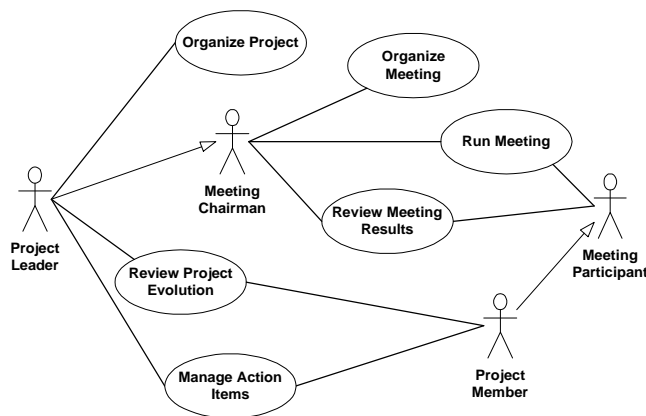 Organize Project
Organize
Meeting
Run Meeting
Meeting
Chairman
Review Meeting
Results
Project
Leader
Meeting
Participant
Review Project
Evolution
Manage Action
Items
Project
Member